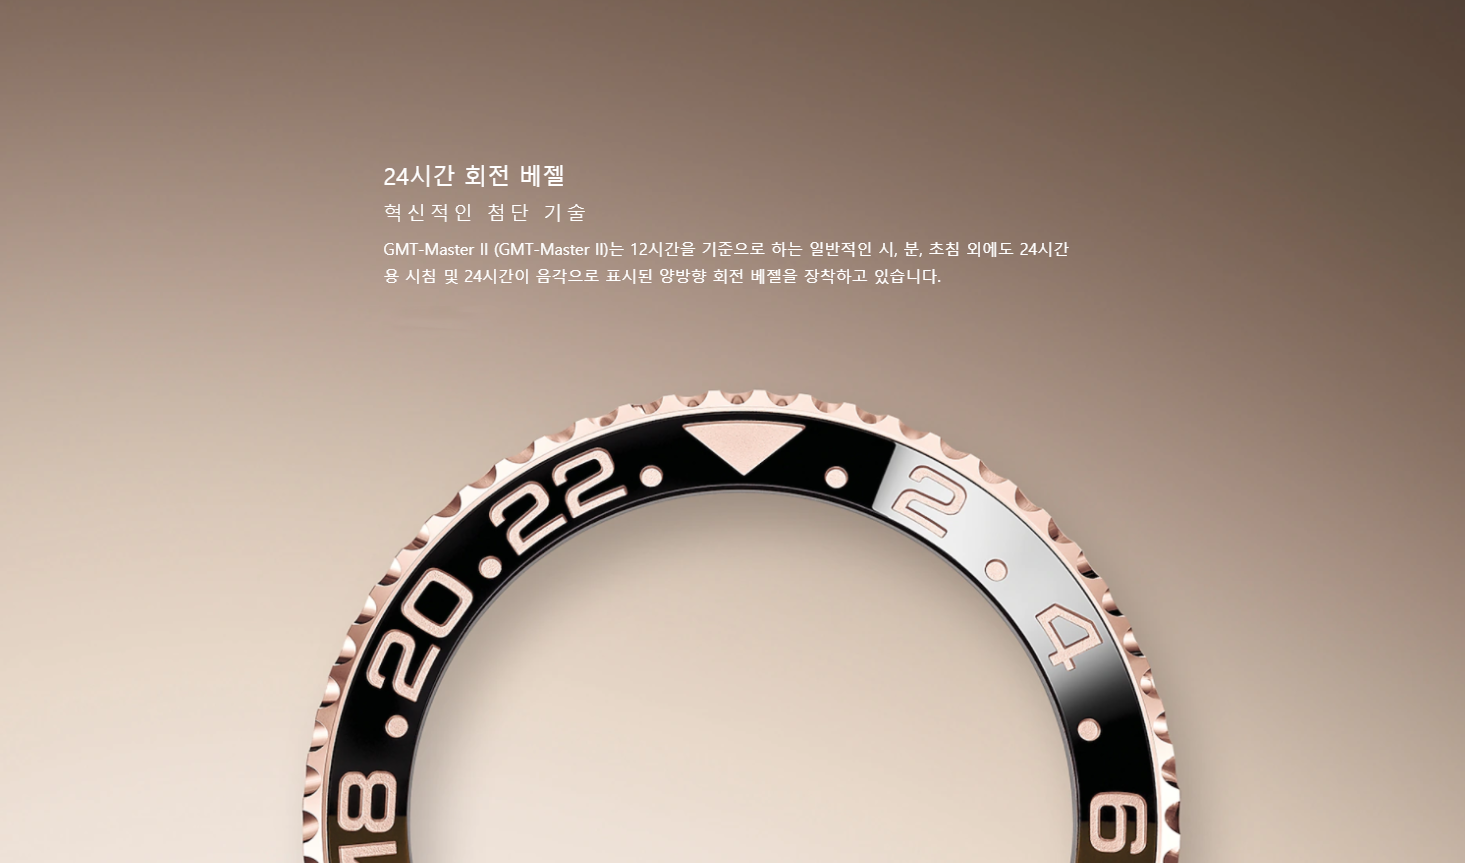 24시간 회전 베젤
혁신적인 첨단 기술
GMT-Master II (GMT-Master II)는 12시간을 기준으로 하는 일반적인 시, 분, 초침 외에도 24시간
용 시침 및 24시간이 음각으로 표시된 양방향 회전 베젤을 장착하고 있습니다.
18
20
22
2
4
6